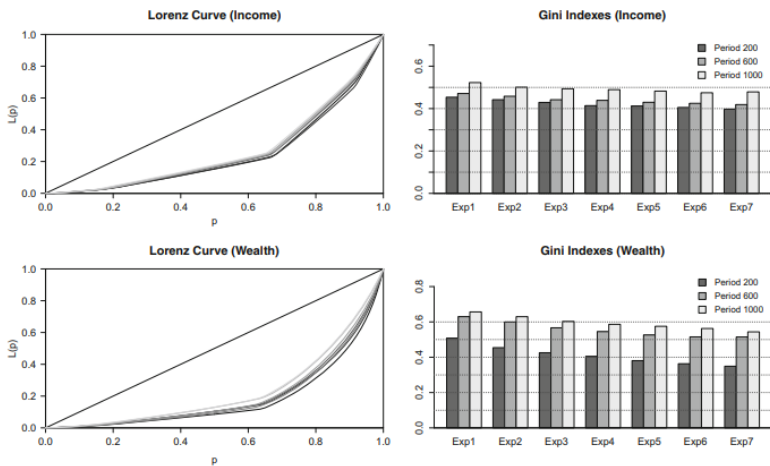 Lorenz Curve (Income)
L(p)
1.0
0.8
0.6
0.4
0.2
0.0
0.0 0.2 0.4 0.6 0.8 1.0
p
Gini Indexes (Income)
0.6
0.4
0.2
0.0
Period 200
Period 600
Period 1000
Exp1 Exp2 Exp3 Exp4 Exp5 Exp6 Exp7
Lorenz Curve (Wealth)
L(p)
1.0
0.8
0.6
0.4
0.2
0.0
0.0 0.2 0.4 0.6 0.8 1.0
p
Gini Indexes (Wealth)
0.8
0.6
0.4
0.2
0.0
Period 200
Period 600
Period 1000
Exp1 Exp2 Exp3 Exp4 Exp5 Exp6 Exp7